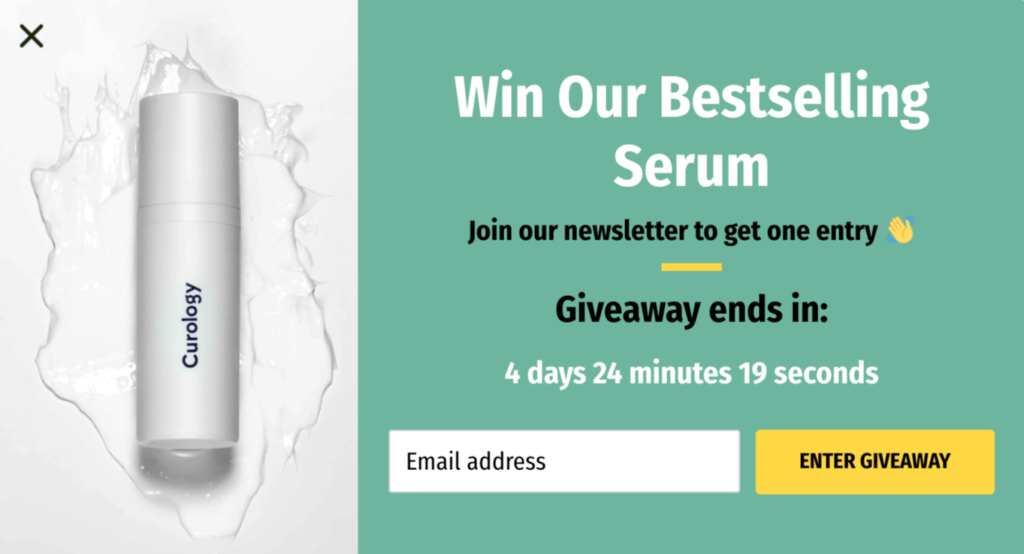 Curology
Win Our Bestselling
Serum
Join our newsletter to get one entry 👋
Giveaway ends in:
4 days 24 minutes 19 seconds
Email address
ENTER GIVEAWAY